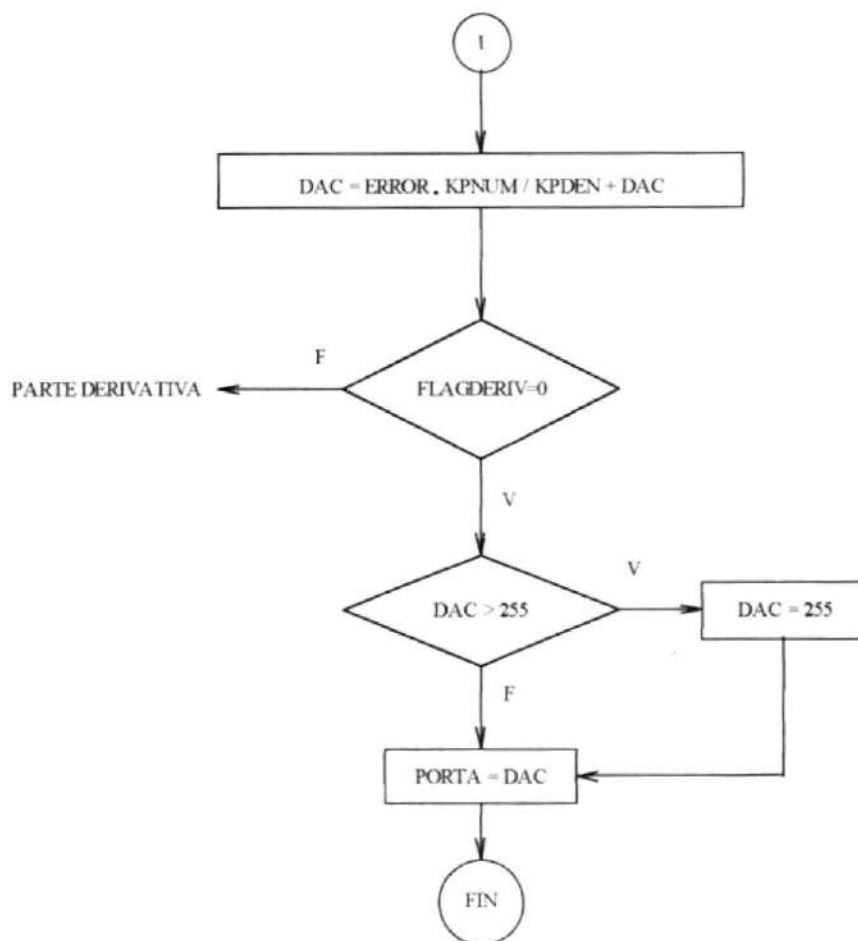 1
DAC = ERROR. KPNUM / KPDEN + DAC
F
PARTE DERIVATIVA
FLAGDERIV=0
V
V
DAC > 255
DAC = 255
F
PORTA = DAC
FIN